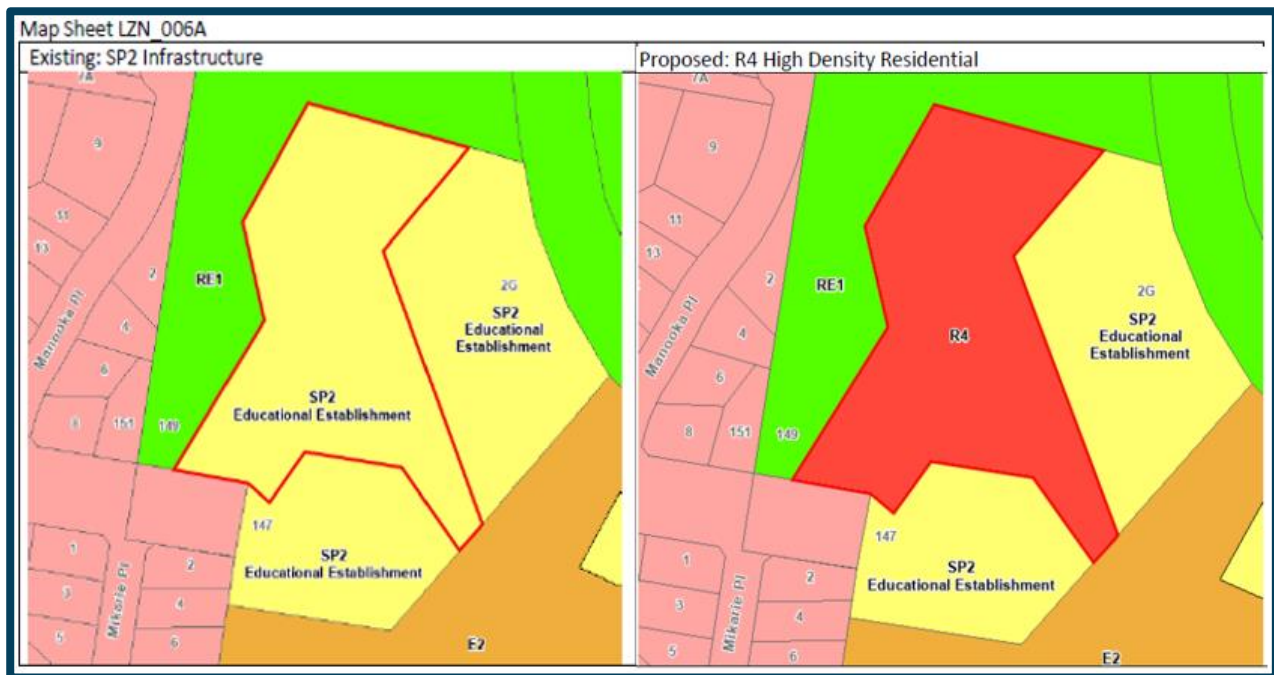 Map Sheet LZN_006A
Existing: SP2 Infrastructure
Proposed: R4 High Density Residential
7A
9
11
13
2
RE1
4
Manooka Pl
6
8
151
149
2G
SP2
Educational
Establishment
SP2
Educational Establishment
147
SP2
Educational Establishment
1
2
3
Mikarie Pl
4
5
6
E2
7A
9
11
13
2
RE1
4
Manooka Pl
6
8
151
149
R4
2G
SP2
Educational
Establishment
147
SP2
Educational Establishment
1
2
3
Mikarie Pl
4
5
6
E2